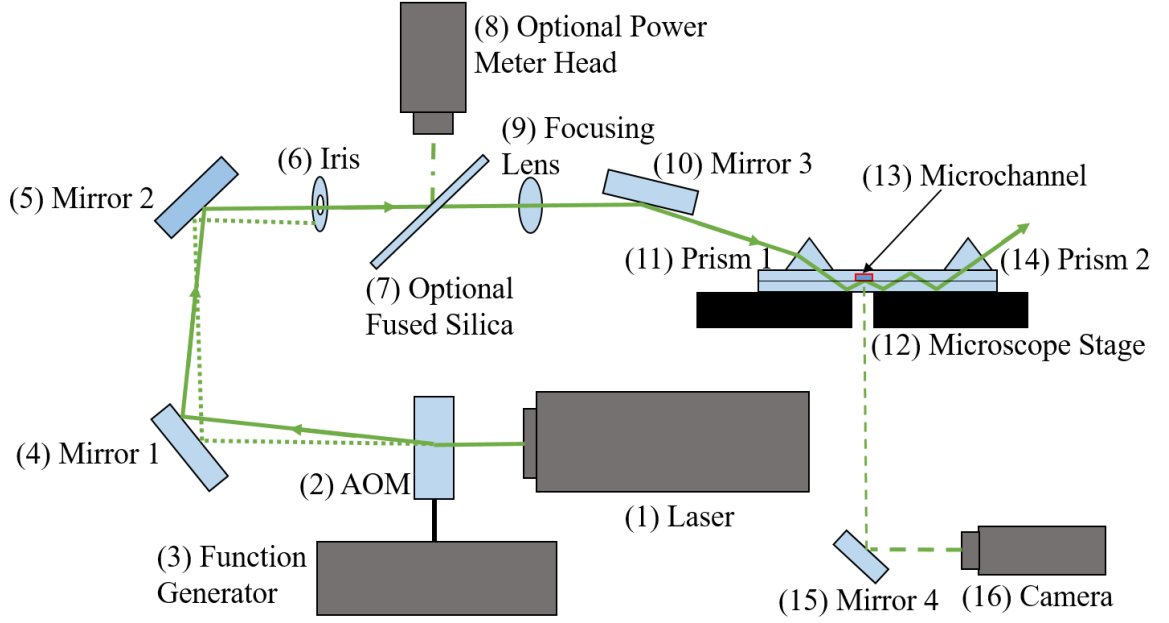 (8) Optional Power
Meter Head
(9) Focusing
Lens
(6) Iris
(10) Mirror 3
(13) Microchannel
(5) Mirror 2
(11) Prism 1
(14) Prism 2
(7) Optional
Fused Silica
(12) Microscope Stage
(4) Mirror 1
(2) AOM
(1) Laser
(3) Function
Generator
(15) Mirror 4
(16) Camera